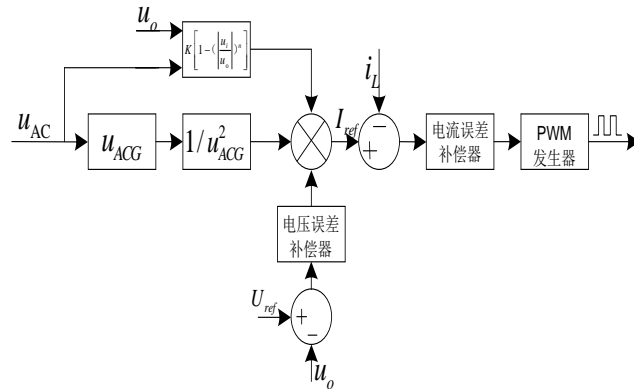 u_o
K[1-(|u_i/u_o|)^n]
i_L
u_AC
u_ACG
1/u_ACG^2
I_ref
+
−
电流误差
补偿器
PWM
发生器
电压误差
补偿器
U_ref
+
−
u_o